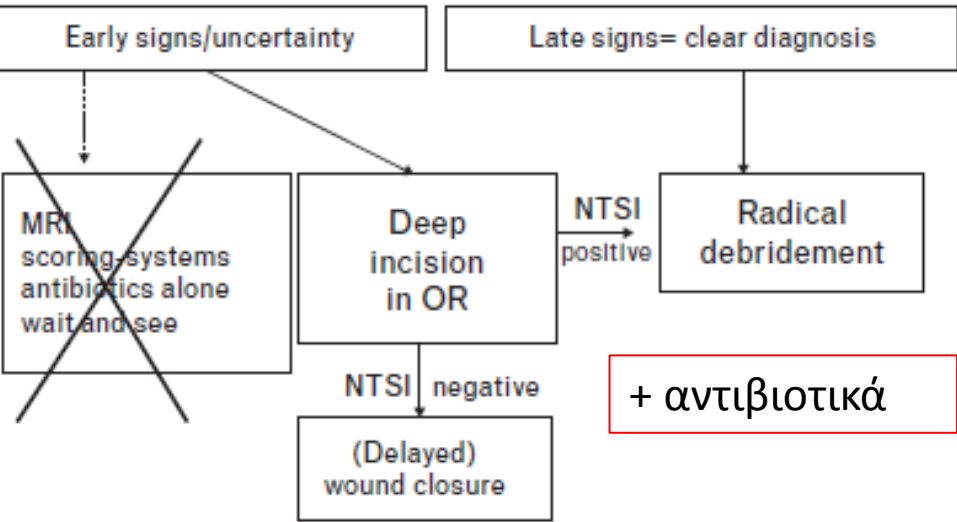 Early signs/uncertainty
Late signs= clear diagnosis
MRI
scoring-systems
antibiotics alone
wait and see
Deep
incision
in OR
NTSI
positive
Radical
debridement
NTSI negative
(Delayed)
wound closure
+ αντιβιοτικά